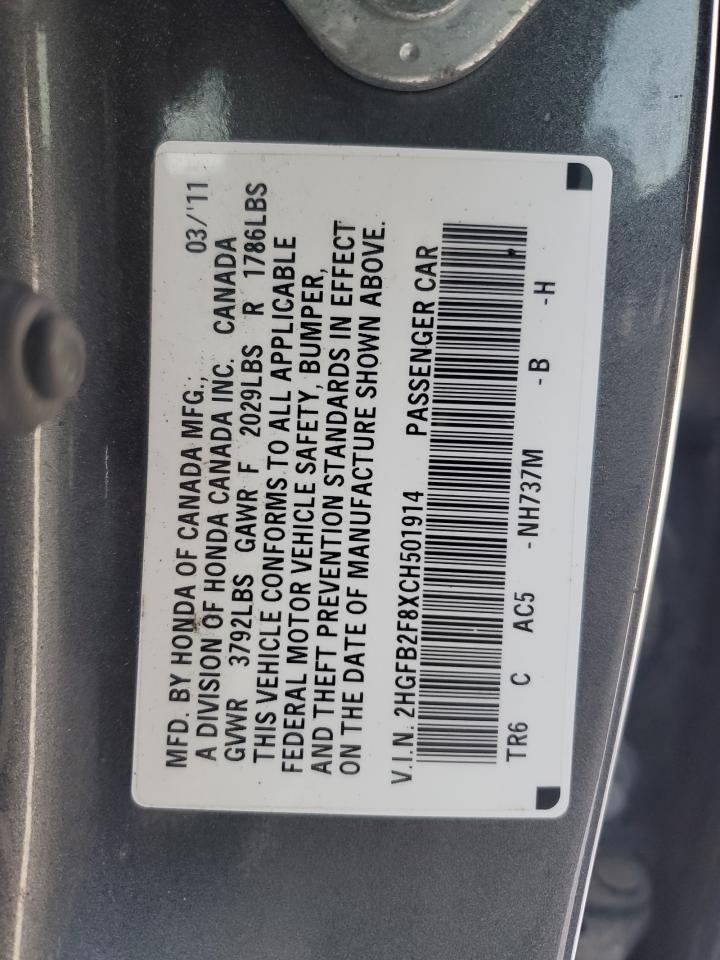 MFD. BY HONDA OF CANADA MFG., 03/'11
A DIVISION OF HONDA CANADA INC. CANADA
GVWR 3792LBS GAWR F 2029LBS R 1786LBS
THIS VEHICLE CONFORMS TO ALL APPLICABLE
FEDERAL MOTOR VEHICLE SAFETY, BUMPER,
AND THEFT PREVENTION STANDARDS IN EFFECT
ON THE DATE OF MANUFACTURE SHOWN ABOVE.
V.I.N. 2HGFB2F8XCH501914 PASSENGER CAR
TR6 C AC5 -NH737M -B -H